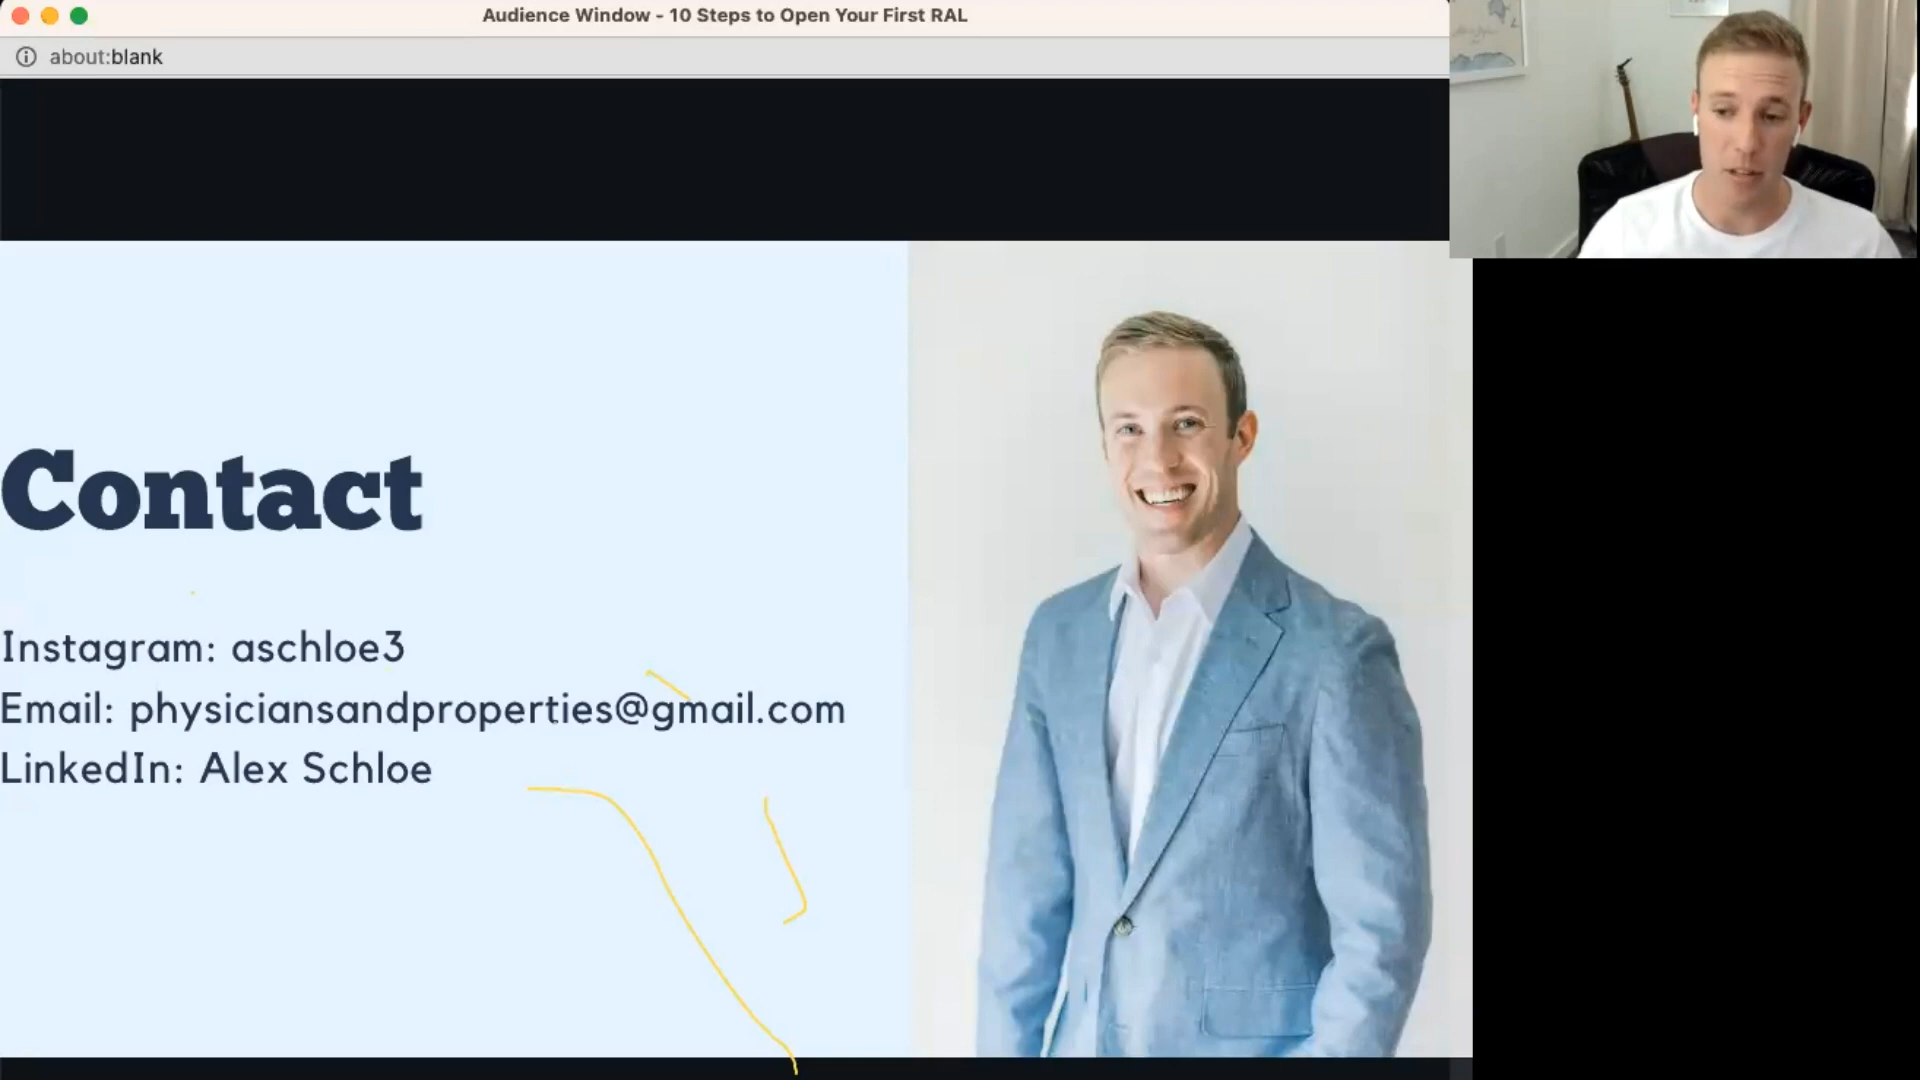 Audience Window - 10 Steps to Open Your First RAL
about:blank
Contact
Instagram: aschloe3
Email: physiciansandproperties@gmail.com
LinkedIn: Alex Schloe